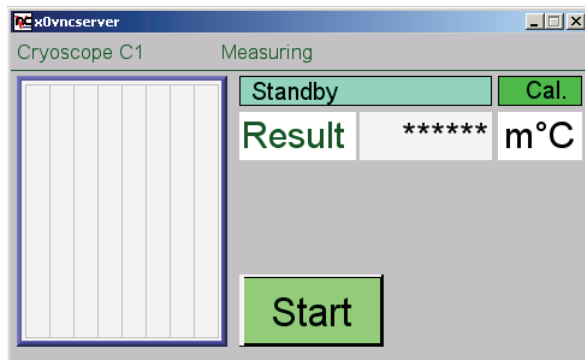 x0vncserver
Cryoscope C1 Measuring
Standby Cal.
Result ****** m°C
Start